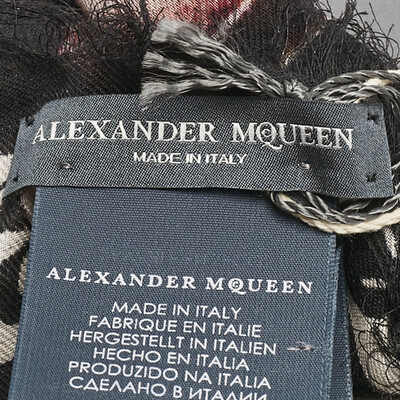 ALEXANDER MQUEEN
MADE IN ITALY
ALEXANDER MQUEEN
MADE IN ITALY
FABRIQUE EN ITALIE
HERGESTELLT IN ITALIEN
HECHO EN ITALIA
PRODUZIDO NA ITALIA
СДЕЛАНО В ИТАЛИИ